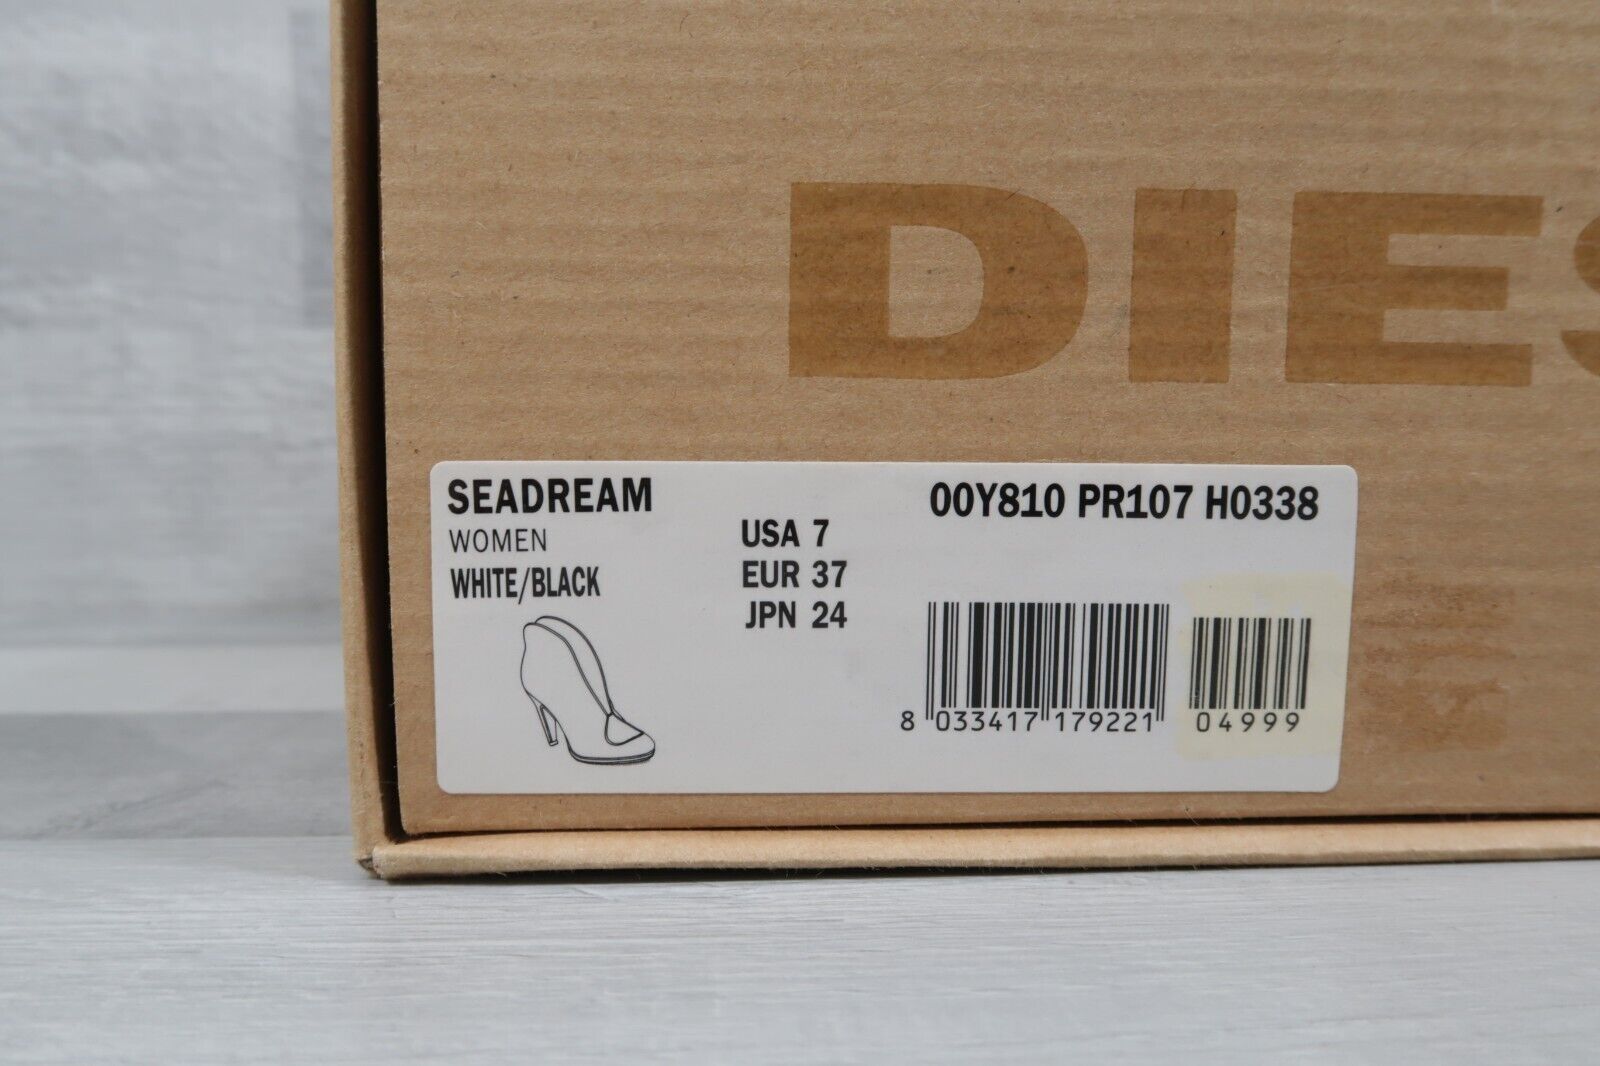 DIES
SEADREAM
WOMEN
WHITE/BLACK
USA 7
EUR 37
JPN 24
00Y810 PR107 H0338
8 033417 179221
04999